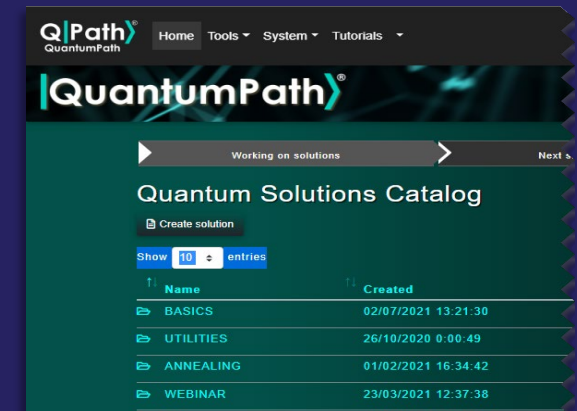 Q|Path⟩®
QuantumPath
Home Tools System Tutorials
|QuantumPath⟩®
Working on solutions Next
Quantum Solutions Catalog
Create solution
Show 10 entries
Name Created
BASICS 02/07/2021 13:21:30
UTILITIES 26/10/2020 0:00:49
ANNEALING 01/02/2021 16:34:42
WEBINAR 23/03/2021 12:37:38